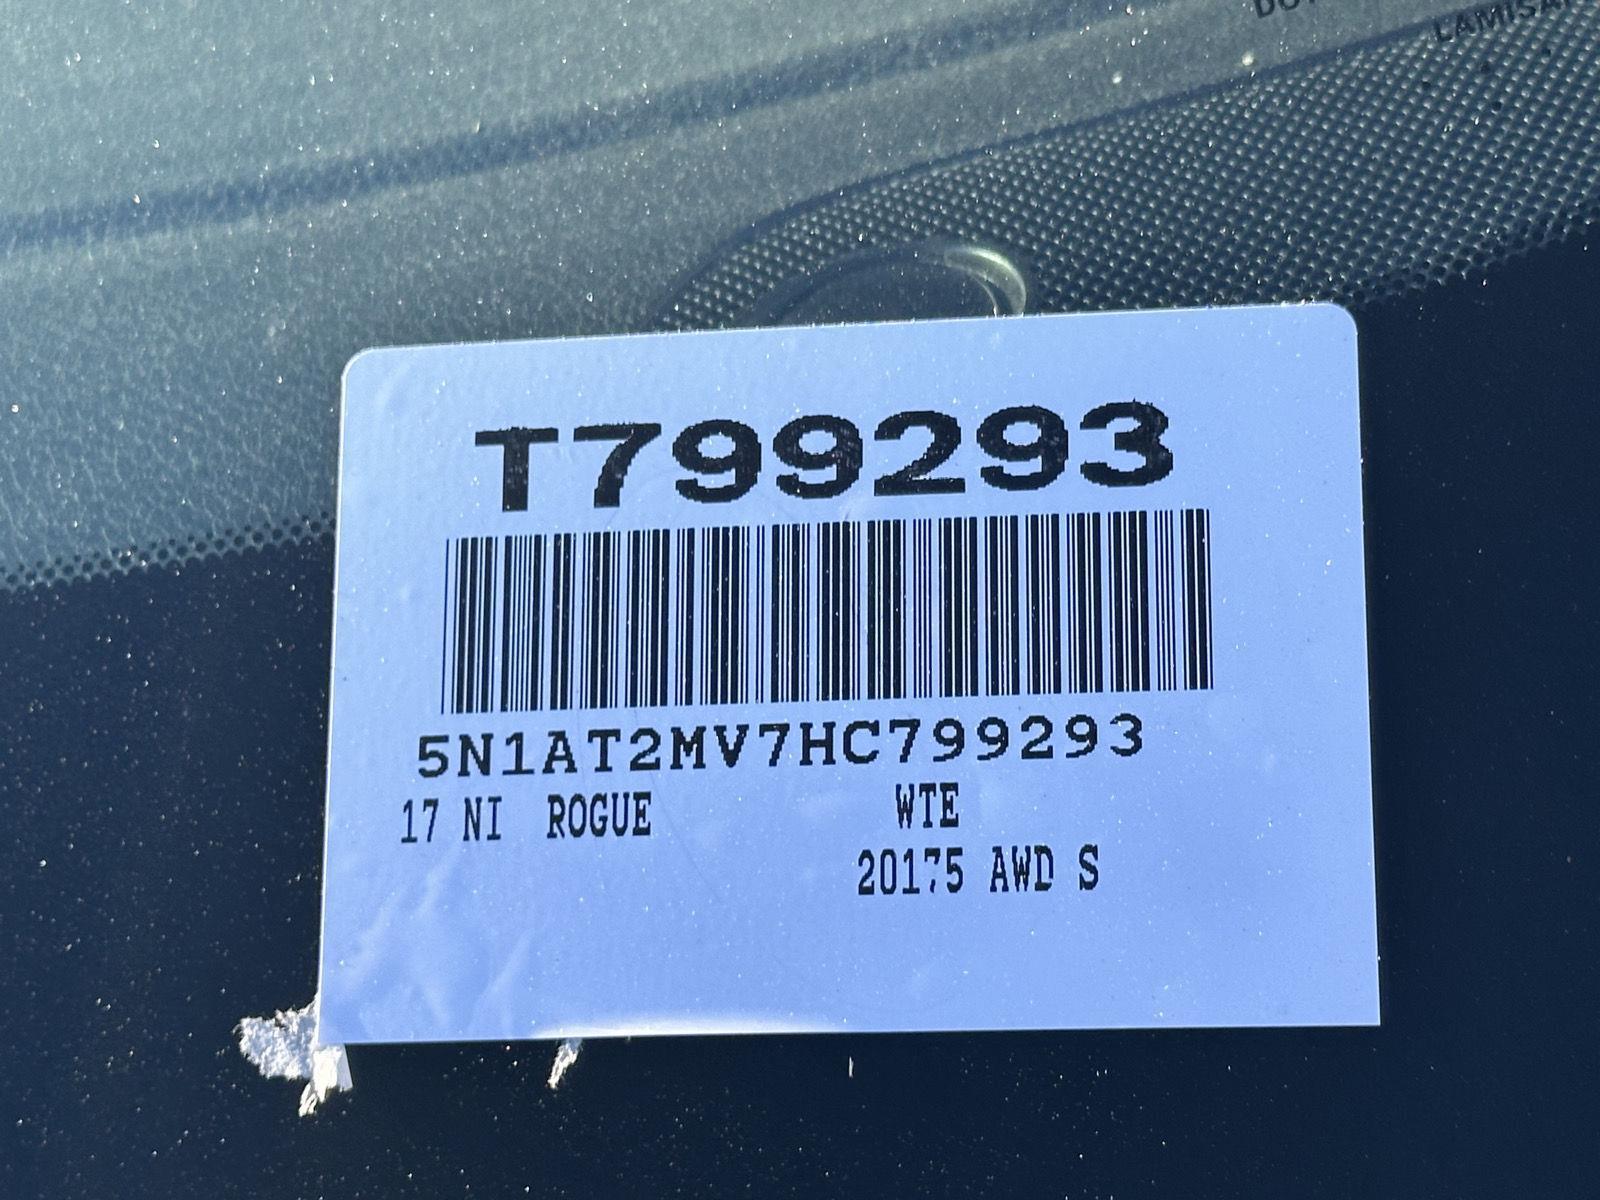 T799293
5N1AT2MV7HC799293
17 NI ROGUE WTE
20175 AWD S